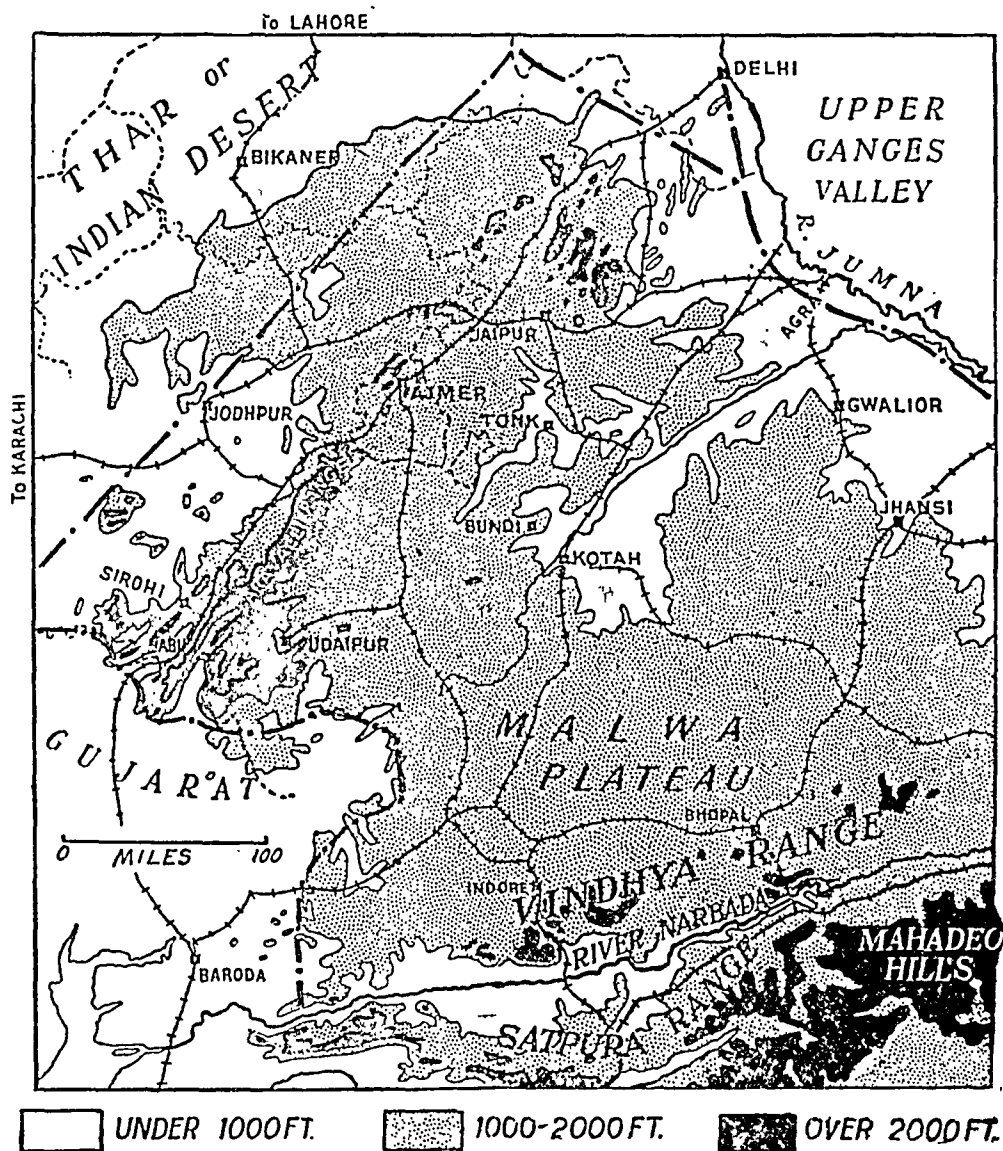 To LAHORE
THAR or
INDIAN DESERT
DELHI
UPPER
GANGES
VALLEY
BIKANER
R. JUMNA
AGRA
JAIPUR
AJMER
To KARACHI
JODHPUR
TONK
GWALIOR
BUNDI
JHANSI
KOTAH
SIROHI
ABU
UDAIPUR
GUJARAT
MALWA
PLATEAU
0 MILES 100
BHOPAL
INDORE
VINDHYA RANGE
RIVER NARBADA
BARODA
MAHADEO
HILLS
SATPURA RANGE
UNDER 1000 FT.
1000-2000 FT.
OVER 2000 FT.